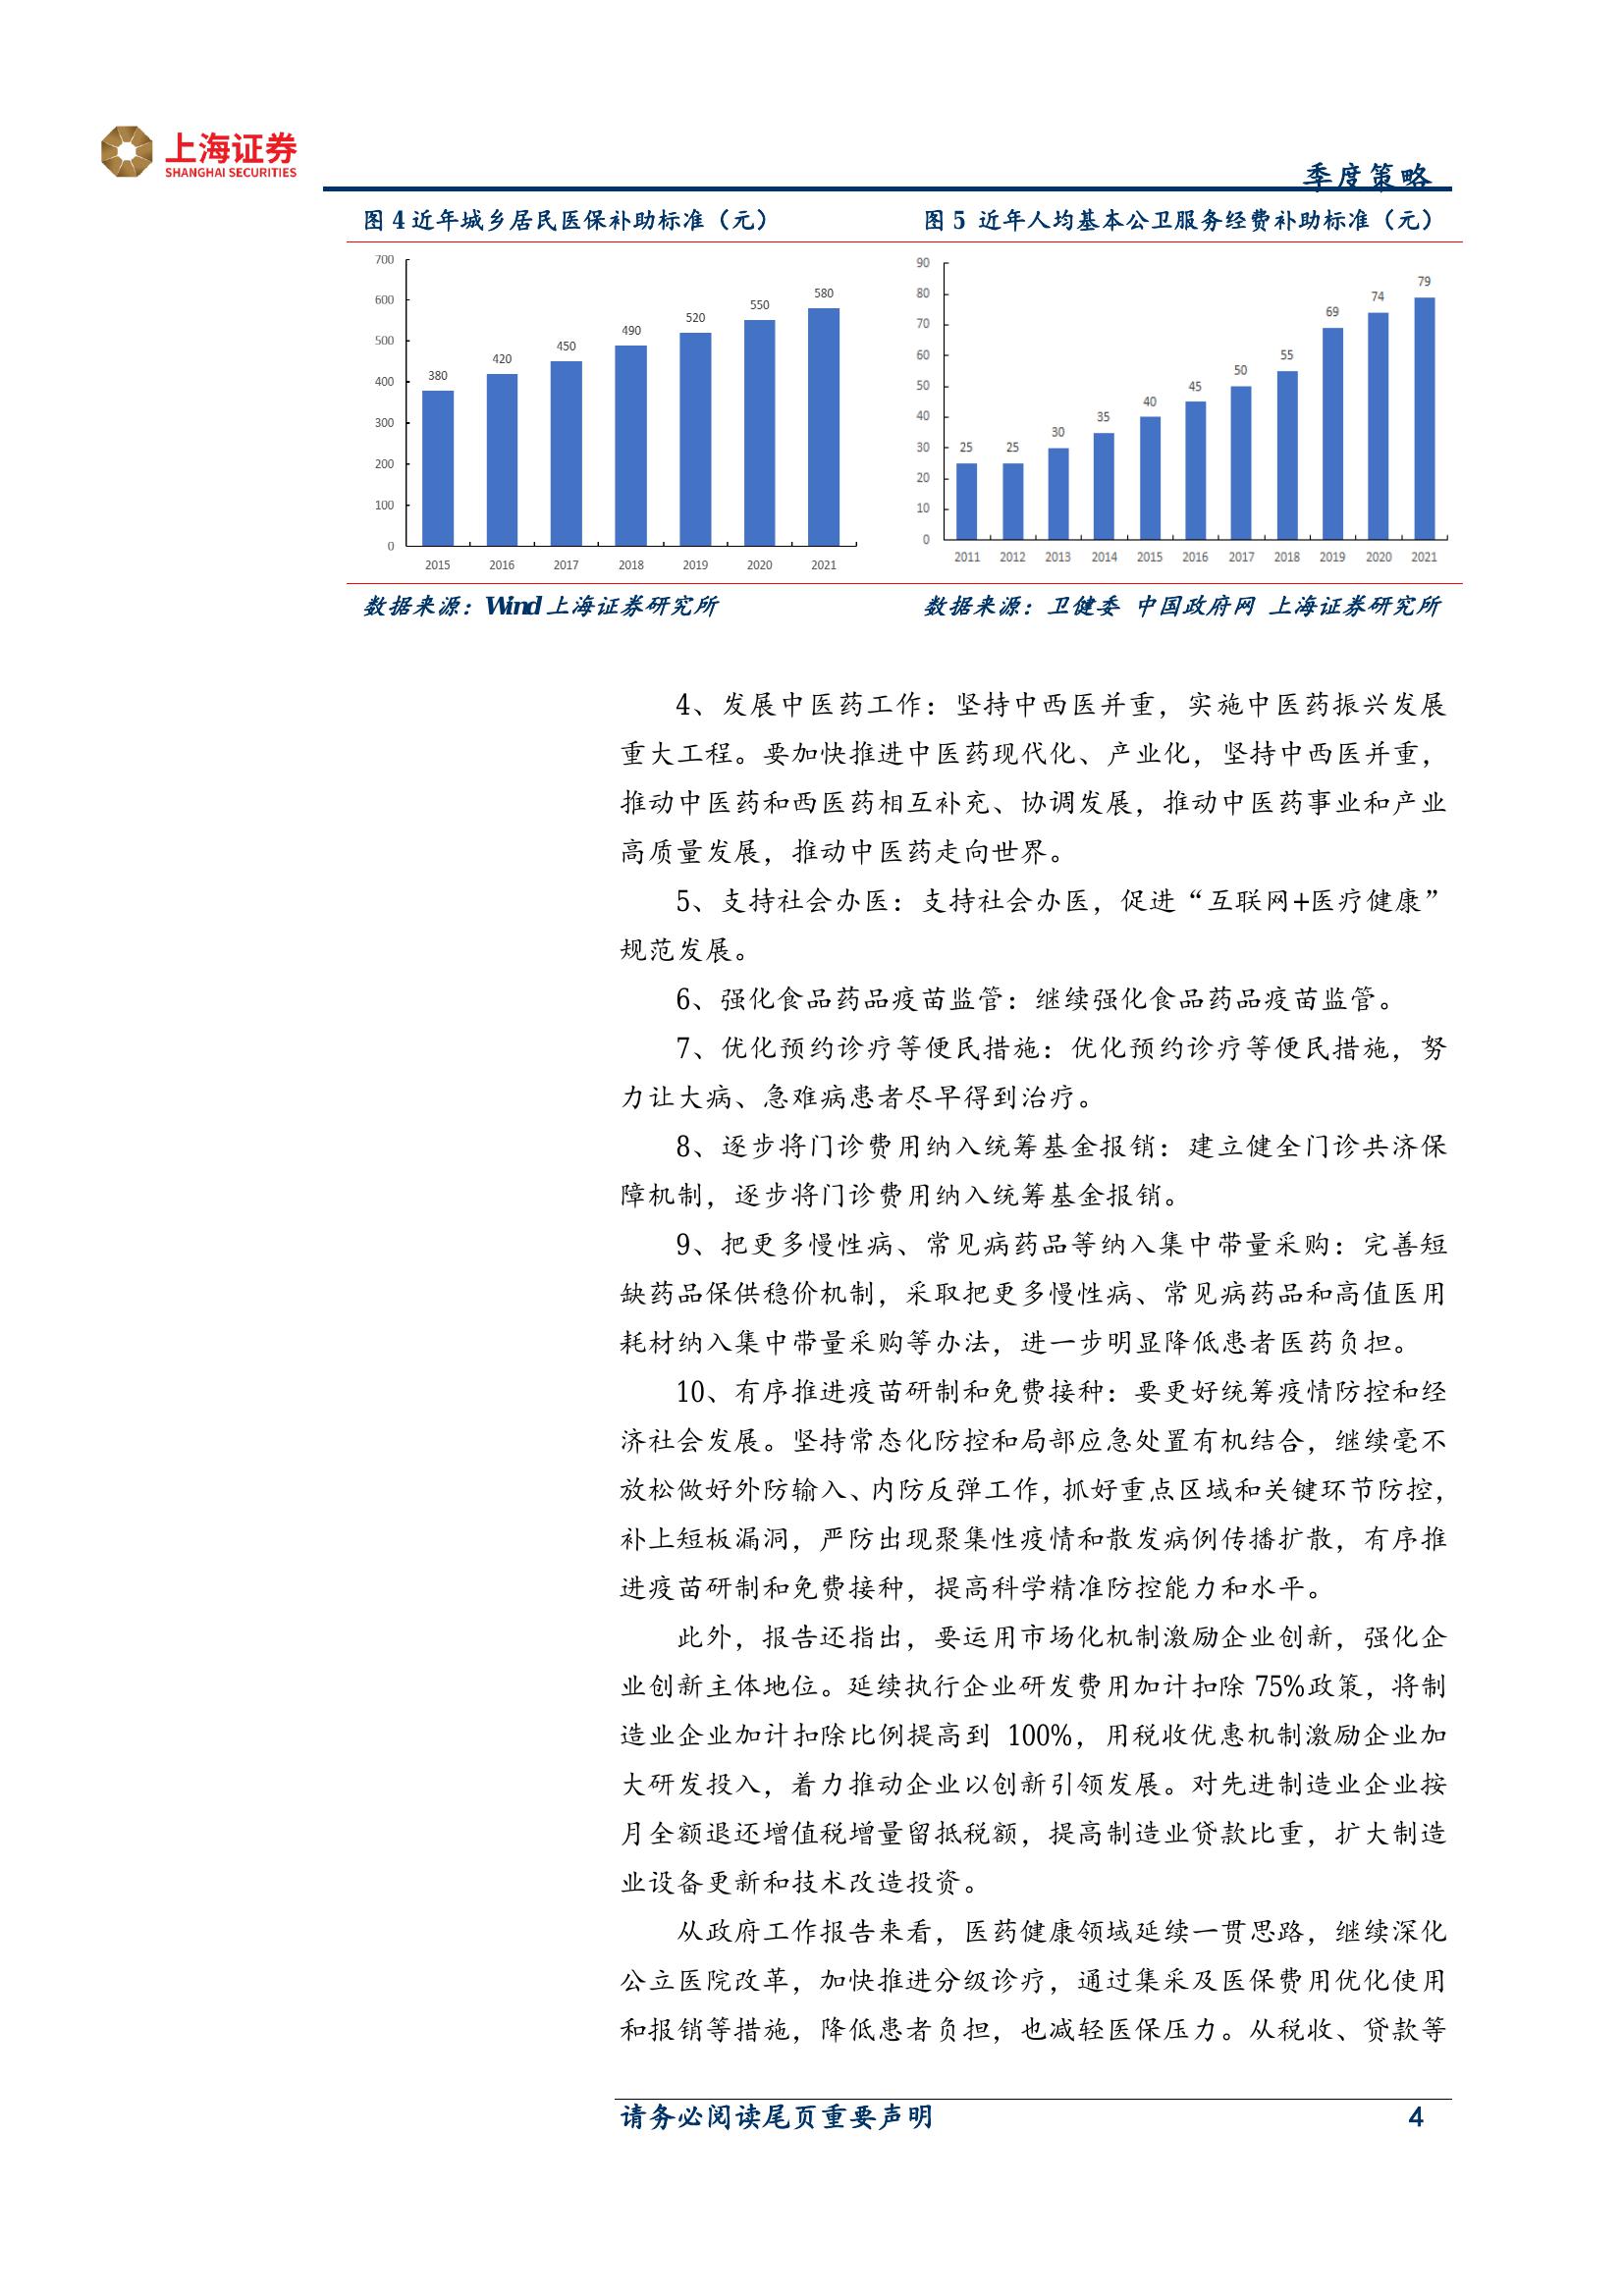 上海证券
SHANGHAI SECURITIES
季度策略
图 4 近年城乡居民医保补助标准（元）
700
600
500
400
300
200
100
0
380
420
450
490
520
550
580
2015 2016 2017 2018 2019 2020 2021
数据来源：Wind 上海证券研究所
图 5 近年人均基本公卫服务经费补助标准（元）
90
80
70
60
50
40
30
20
10
0
25
25
30
35
40
45
50
55
69
74
79
2011 2012 2013 2014 2015 2016 2017 2018 2019 2020 2021
数据来源：卫健委 中国政府网 上海证券研究所
4、发展中医药工作：坚持中西医并重，实施中医药振兴发展
重大工程。要加快推进中医药现代化、产业化，坚持中西医并重，
推动中医药和西医药相互补充、协调发展，推动中医药事业和产业
高质量发展，推动中医药走向世界。
5、支持社会办医：支持社会办医，促进“互联网+医疗健康”
规范发展。
6、强化食品药品疫苗监管：继续强化食品药品疫苗监管。
7、优化预约诊疗等便民措施：优化预约诊疗等便民措施，努
力让大病、急难病患者尽早得到治疗。
8、逐步将门诊费用纳入统筹基金报销：建立健全门诊共济保
障机制，逐步将门诊费用纳入统筹基金报销。
9、把更多慢性病、常见病药品等纳入集中带量采购：完善短
缺药品保供稳价机制，采取把更多慢性病、常见病药品和高值医用
耗材纳入集中带量采购等办法，进一步明显降低患者医药负担。
10、有序推进疫苗研制和免费接种：要更好统筹疫情防控和经
济社会发展。坚持常态化防控和局部应急处置有机结合，继续毫不
放松做好外防输入、内防反弹工作，抓好重点区域和关键环节防控，
补上短板漏洞，严防出现聚集性疫情和散发病例传播扩散，有序推
进疫苗研制和免费接种，提高科学精准防控能力和水平。
此外，报告还指出，要运用市场化机制激励企业创新，强化企
业创新主体地位。延续执行企业研发费用加计扣除 75%政策，将制
造业企业加计扣除比例提高到 100%，用税收优惠机制激励企业加
大研发投入，着力推动企业以创新引领发展。对先进制造业企业按
月全额退还增值税增量留抵税额，提高制造业贷款比重，扩大制造
业设备更新和技术改造投资。
从政府工作报告来看，医药健康领域延续一贯思路，继续深化
公立医院改革，加快推进分级诊疗，通过集采及医保费用优化使用
和报销等措施，降低患者负担，也减轻医保压力。从税收、贷款等
请务必阅读尾页重要声明 4